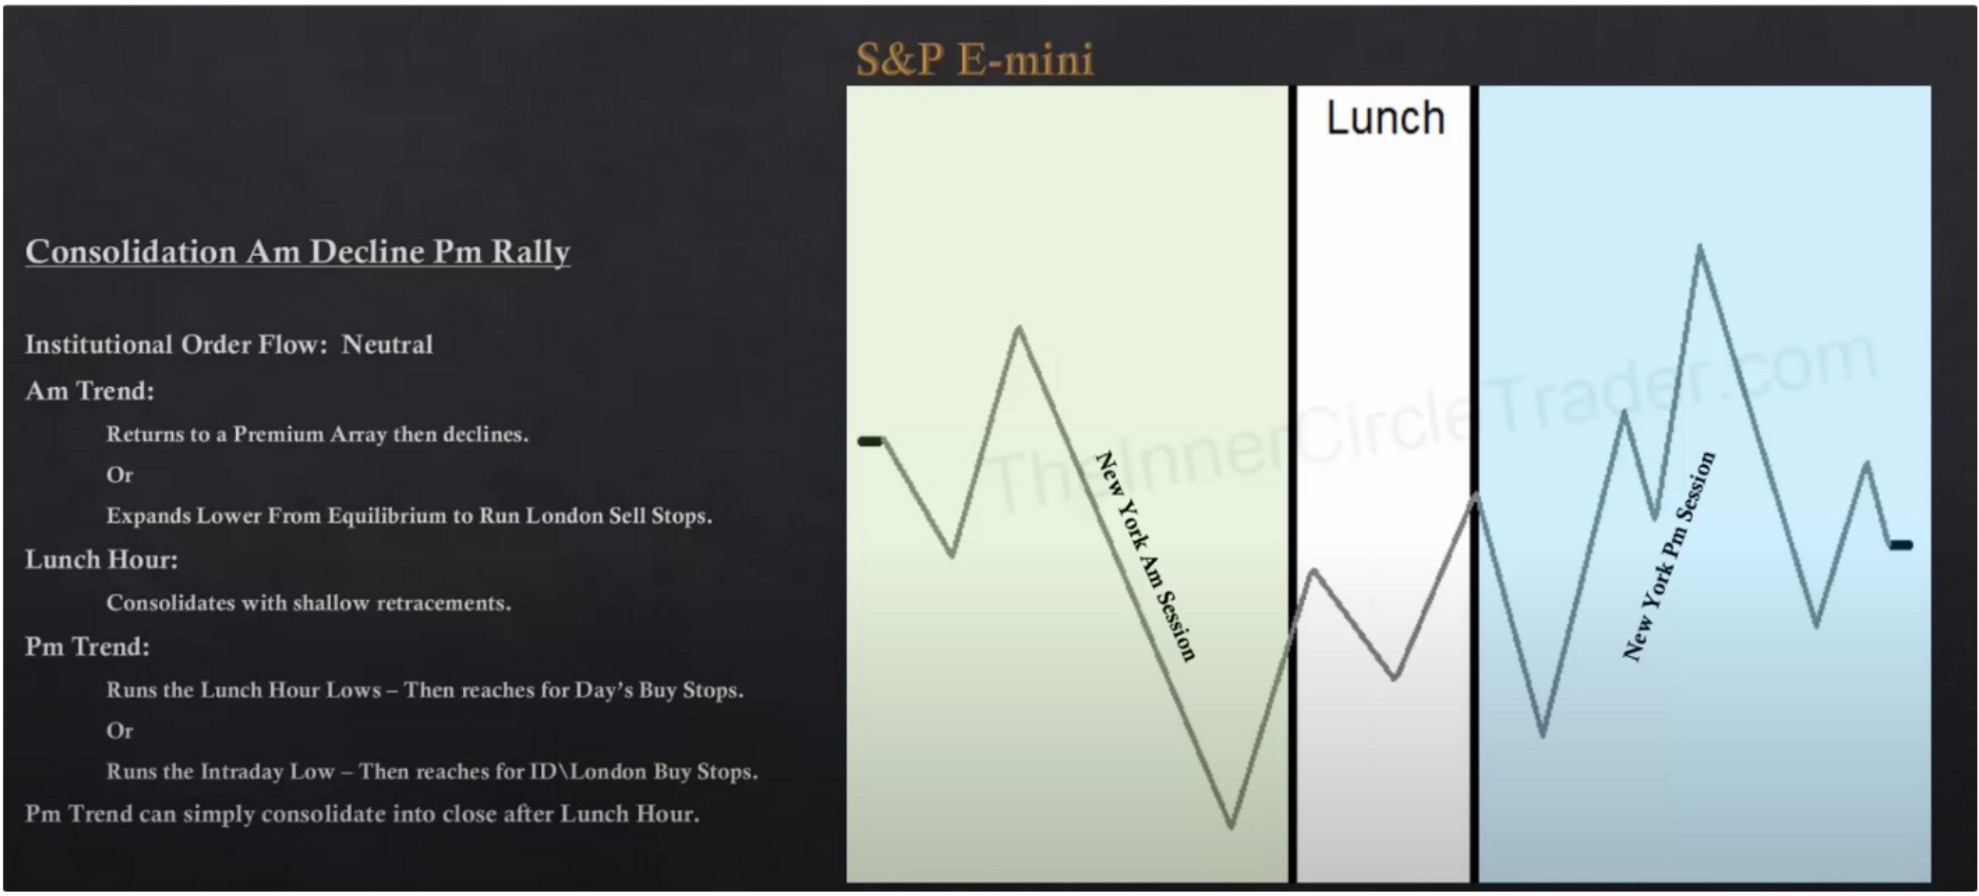 S&P E-mini
Consolidation Am Decline Pm Rally
Institutional Order Flow:  Neutral
Am Trend:
Returns to a Premium Array then declines.
Or
Expands Lower From Equilibrium to Run London Sell Stops.
Lunch Hour:
Consolidates with shallow retracements.
Pm Trend:
Runs the Lunch Hour Lows – Then reaches for Day's Buy Stops.
Or
Runs the Intraday Low – Then reaches for ID\London Buy Stops.
Pm Trend can simply consolidate into close after Lunch Hour.
Lunch
TheInnerCircleTrader.com
New York Am Session
New York Pm Session